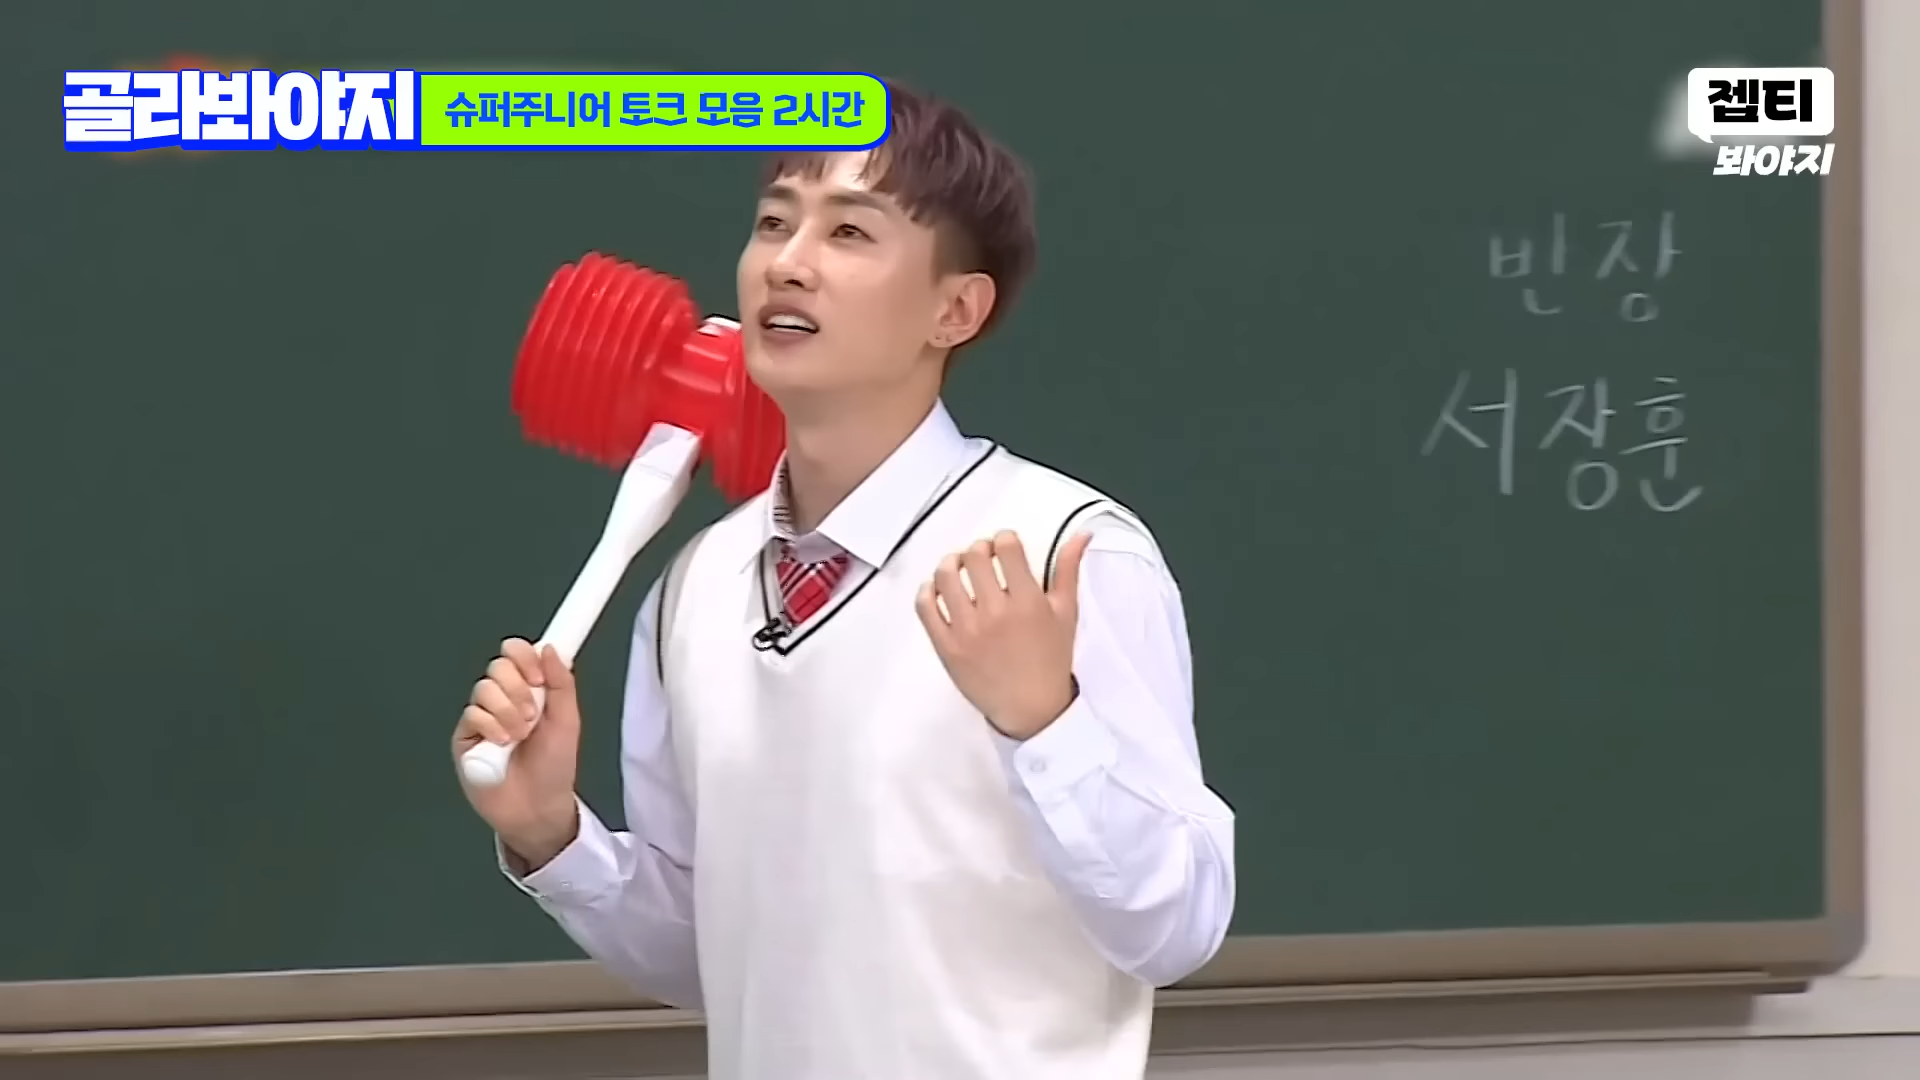 골라봐야지 슈퍼주니어 토크 모음 2시간
젭티
봐야지
빈장
서장훈